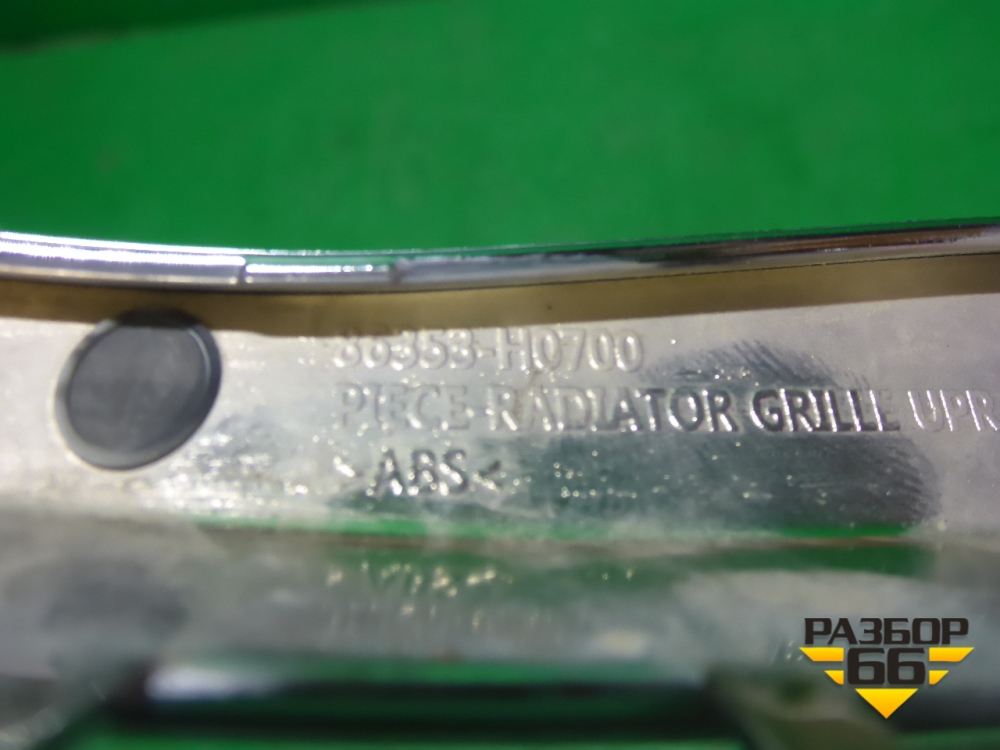 86353-H0700
PIECE-RADIATOR GRILLE UPR
>ABS<
РАЗБОР
66